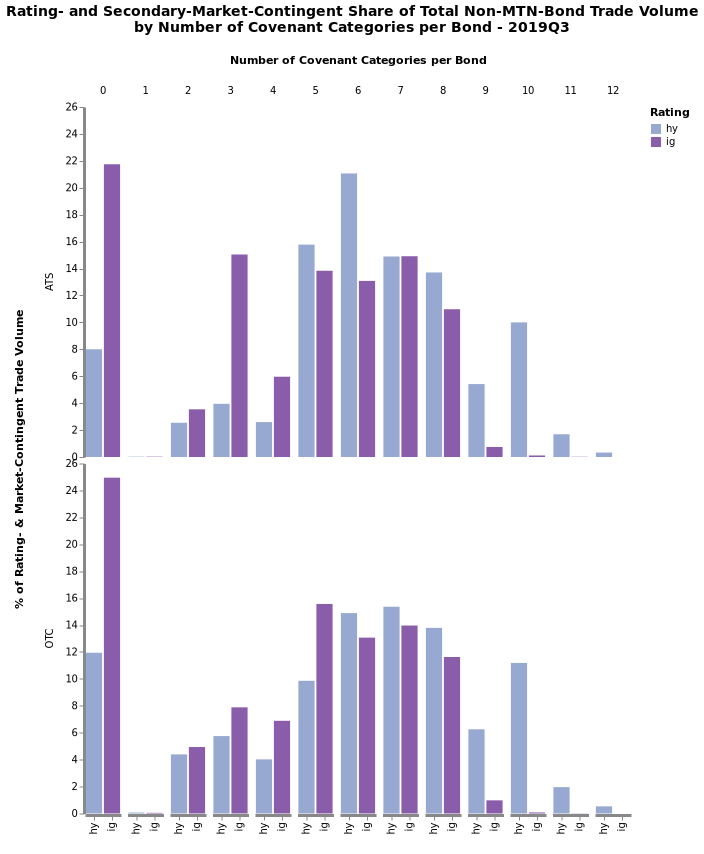 Rating- and Secondary-Market-Contingent Share of Total Non-MTN-Bond Trade Volume
by Number of Covenant Categories per Bond - 2019Q3
Number of Covenant Categories per Bond
0 1 2 3 4 5 6 7 8 9 10 11 12
Rating
hy
ig
% of Rating- & Market-Contingent Trade Volume
ATS
26
24
22
20
18
16
14
12
10
8
6
4
2
0
OTC
26
24
22
20
18
16
14
12
10
8
6
4
2
0
hy ig hy ig hy ig hy ig hy ig hy ig hy ig hy ig hy ig hy ig hy ig hy ig hy ig